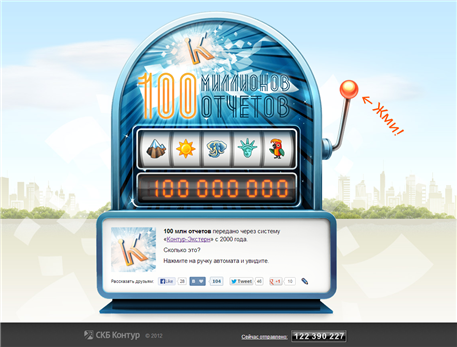 К
100 МИЛЛИОНОВ
ОТЧЕТОВ
ЖМИ!
100 000 000
100 млн отчетов передано через систему
«Контур-Экстерн» с 2000 года.
Сколько это?
Нажмите на ручку автомата и увидите.
Рассказать друзьям:
Like
В
104
Tweet
+1
СКБ Контур © 2012
Сейчас отправлено: 122 390 227